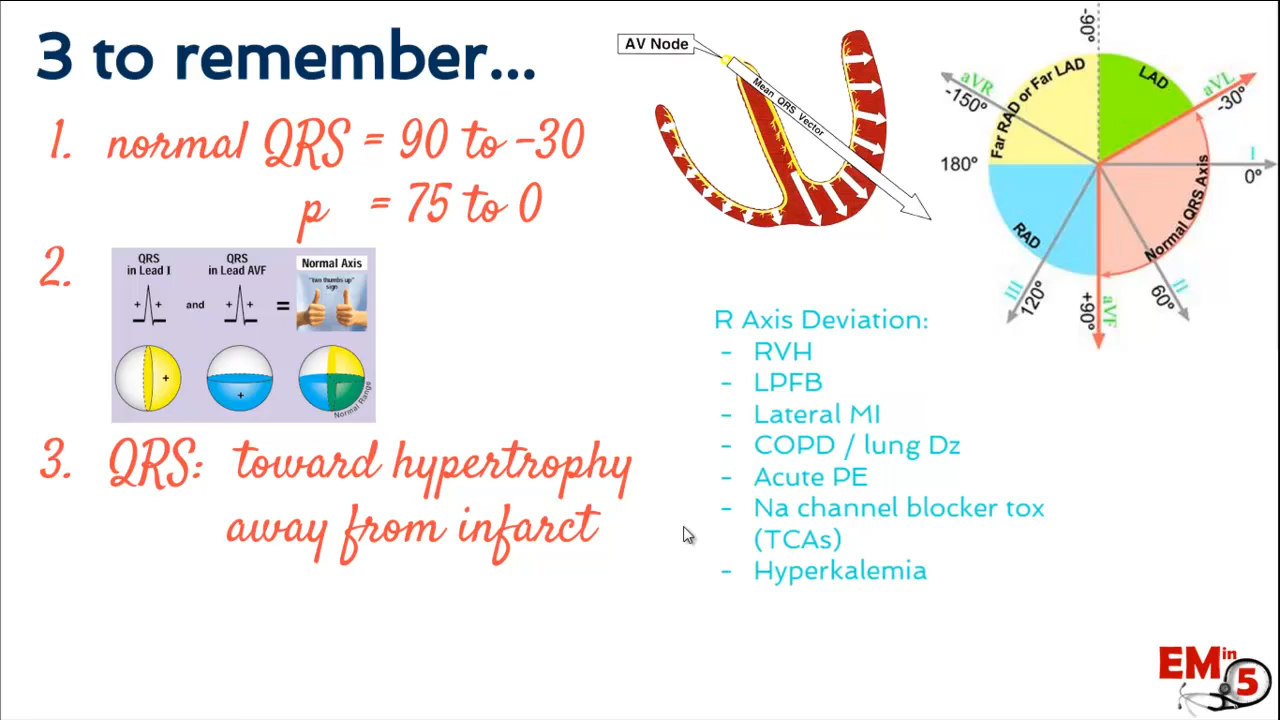 3 to remember...
1. normal QRS = 90 to -30
p = 75 to 0
2.
QRS
in Lead I
QRS
in Lead AVF
Normal Axis
"two thumbs up"
sign
+ +
and
+ +
=
+
+
Normal Range
3. QRS: toward hypertrophy
away from infarct
AV Node
Mean QRS Vector
-90°
LAD
aVL
-30°
I
0°
Normal QRS Axis
II
60°
aVF
+90°
III
120°
RAD
180°
Far RAD or Far LAD
aVR
-150°
R Axis Deviation:
- RVH
- LPFB
- Lateral MI
- COPD / lung Dz
- Acute PE
- Na channel blocker tox
(TCAs)
- Hyperkalemia
EM in 5